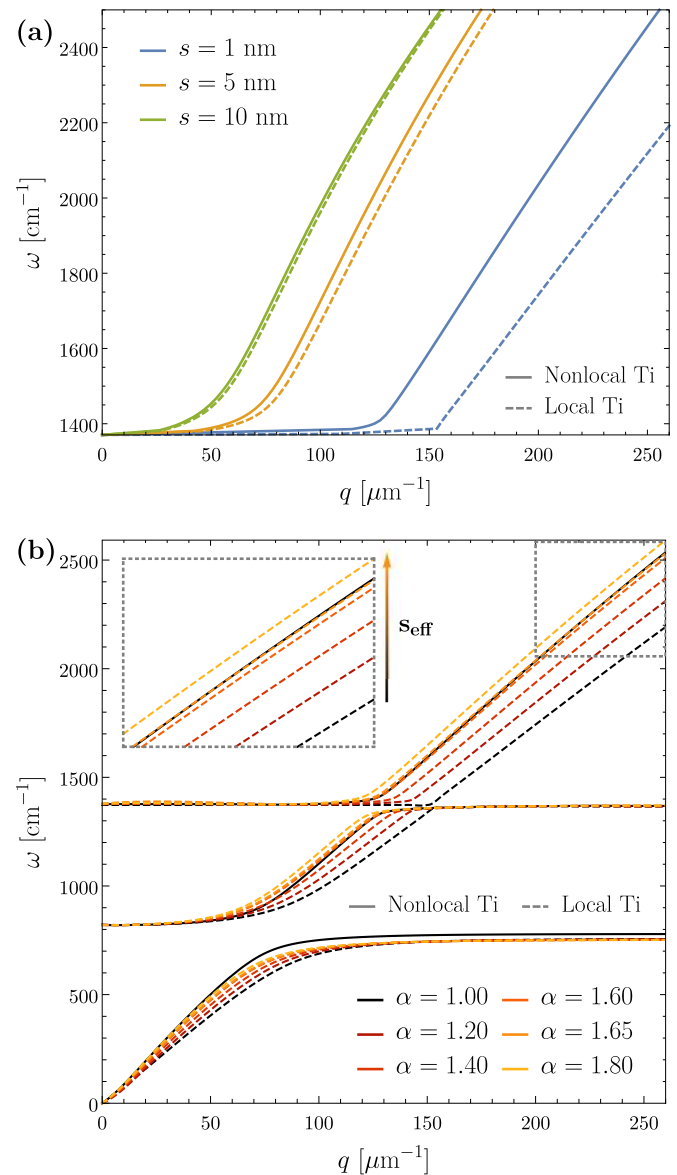 (a)
s = 1 nm
s = 5 nm
s = 10 nm
2400
2200
2000
1800
1600
1400
ω [cm⁻¹]
Nonlocal Ti
Local Ti
0 50 100 150 200 250
q [μm⁻¹]
(b)
2500
2000
1500
1000
500
0
ω [cm⁻¹]
s_eff
Nonlocal Ti Local Ti
α = 1.00 α = 1.60
α = 1.20 α = 1.65
α = 1.40 α = 1.80
0 50 100 150 200 250
q [μm⁻¹]